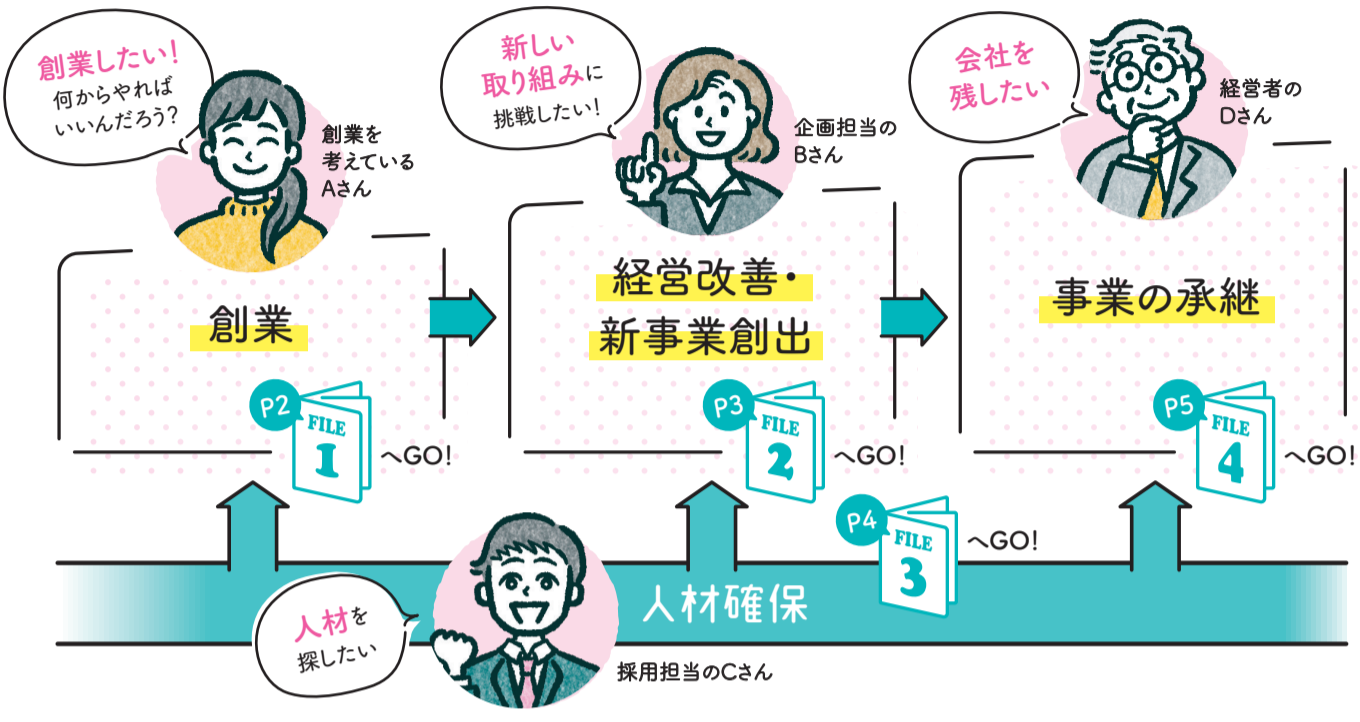 創業したい！
何からやれば
いいんだろう？
創業を
考えている
Aさん
創業
P2
FILE
1
へGO！
新しい
取り組みに
挑戦したい！
企画担当の
Bさん
経営改善・
新事業創出
P3
FILE
2
へGO！
会社を
残したい
経営者の
Dさん
事業の承継
P5
FILE
4
へGO！
人材を
探したい
採用担当のCさん
人材確保
P4
FILE
3
へGO！